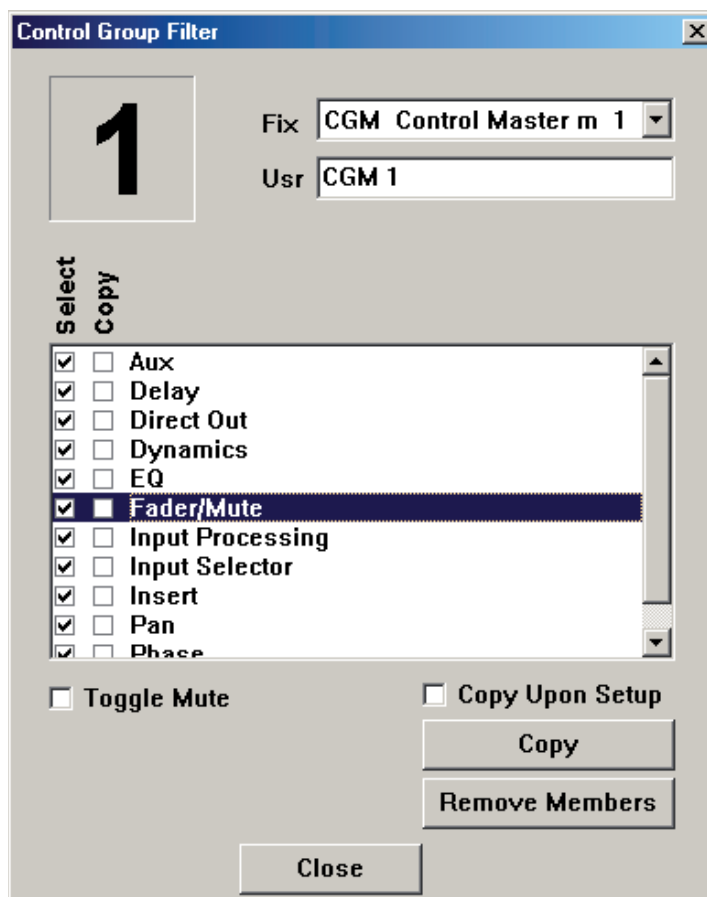 Control Group Filter
1
Fix CGM Control Master m 1
Usr CGM 1
Select
Copy
Aux
Delay
Direct Out
Dynamics
EQ
Fader/Mute
Input Processing
Input Selector
Insert
Pan
Phase
Toggle Mute
Copy Upon Setup
Copy
Remove Members
Close